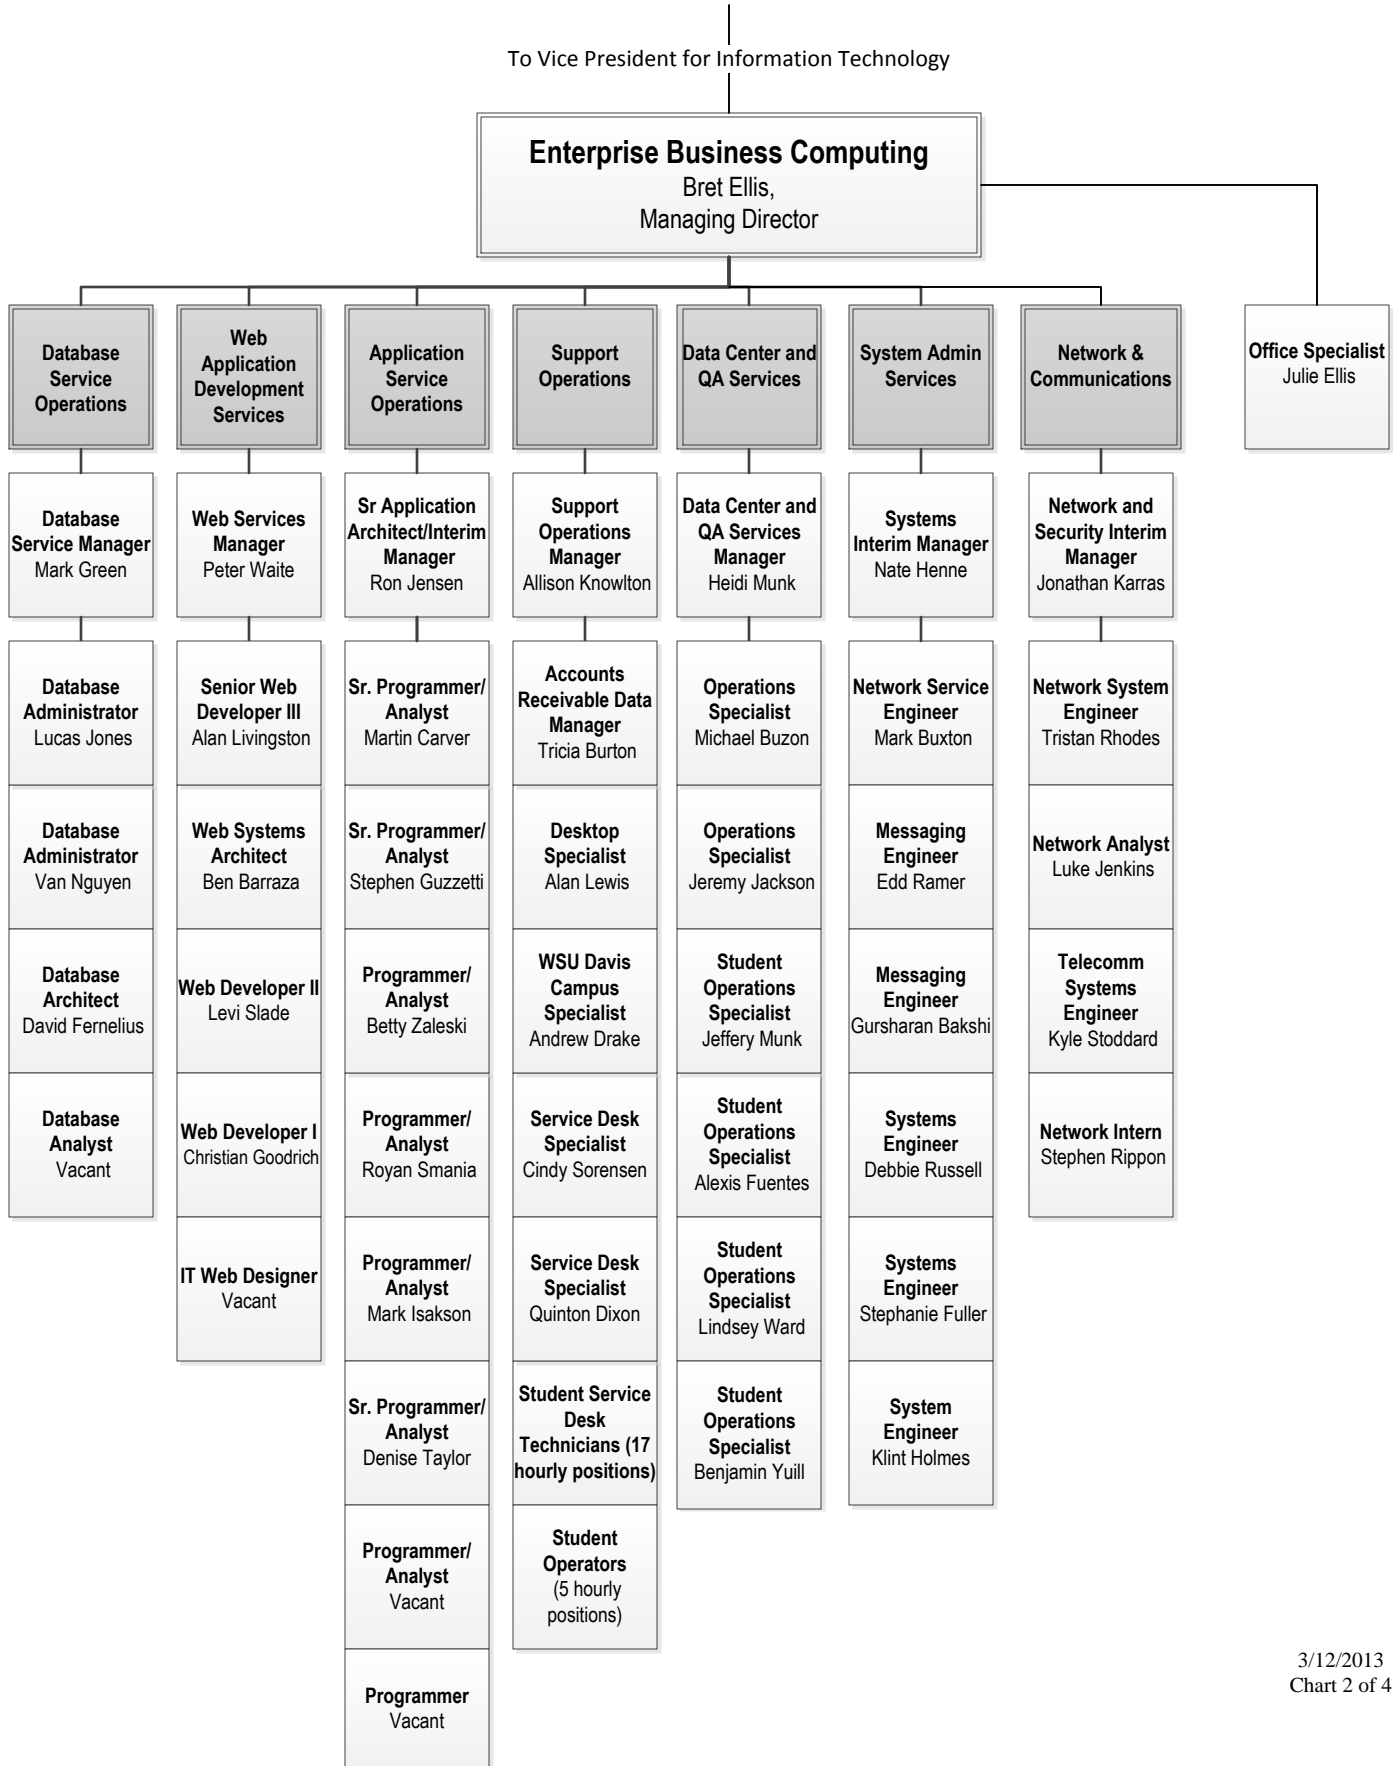 To Vice President for Information Technology
Enterprise Business Computing
Bret Ellis,
Managing Director
Database
Service
Operations
Web
Application
Development
Services
Application
Service
Operations
Support
Operations
Data Center and
QA Services
System Admin
Services
Network &
Communications
Office Specialist
Julie Ellis
Database
Service Manager
Mark Green
Web Services
Manager
Peter Waite
Sr Application
Architect/Interim
Manager
Ron Jensen
Support
Operations
Manager
Allison Knowlton
Data Center and
QA Services
Manager
Heidi Munk
Systems
Interim Manager
Nate Henne
Network and
Security Interim
Manager
Jonathan Karras
Database
Administrator
Lucas Jones
Senior Web
Developer III
Alan Livingston
Sr. Programmer/
Analyst
Martin Carver
Accounts
Receivable Data
Manager
Tricia Burton
Operations
Specialist
Michael Buzon
Network Service
Engineer
Mark Buxton
Network System
Engineer
Tristan Rhodes
Database
Administrator
Van Nguyen
Web Systems
Architect
Ben Barraza
Sr. Programmer/
Analyst
Stephen Guzzetti
Desktop
Specialist
Alan Lewis
Operations
Specialist
Jeremy Jackson
Messaging
Engineer
Edd Ramer
Network Analyst
Luke Jenkins
Database
Architect
David Fernelius
Web Developer II
Levi Slade
Programmer/
Analyst
Betty Zaleski
WSU Davis
Campus
Specialist
Andrew Drake
Student
Operations
Specialist
Jeffery Munk
Messaging
Engineer
Gursharan Bakshi
Telecomm
Systems
Engineer
Kyle Stoddard
Database
Analyst
Vacant
Web Developer I
Christian Goodrich
Programmer/
Analyst
Royan Smania
Service Desk
Specialist
Cindy Sorensen
Student
Operations
Specialist
Alexis Fuentes
Systems
Engineer
Debbie Russell
Network Intern
Stephen Rippon
IT Web Designer
Vacant
Programmer/
Analyst
Mark Isakson
Service Desk
Specialist
Quinton Dixon
Student
Operations
Specialist
Lindsey Ward
Systems
Engineer
Stephanie Fuller
Sr. Programmer/
Analyst
Denise Taylor
Student Service
Desk
Technicians (17
hourly positions)
Student
Operations
Specialist
Benjamin Yuill
System
Engineer
Klint Holmes
Programmer/
Analyst
Vacant
Student
Operators
(5 hourly
positions)
Programmer
Vacant
3/12/2013
Chart 2 of 4